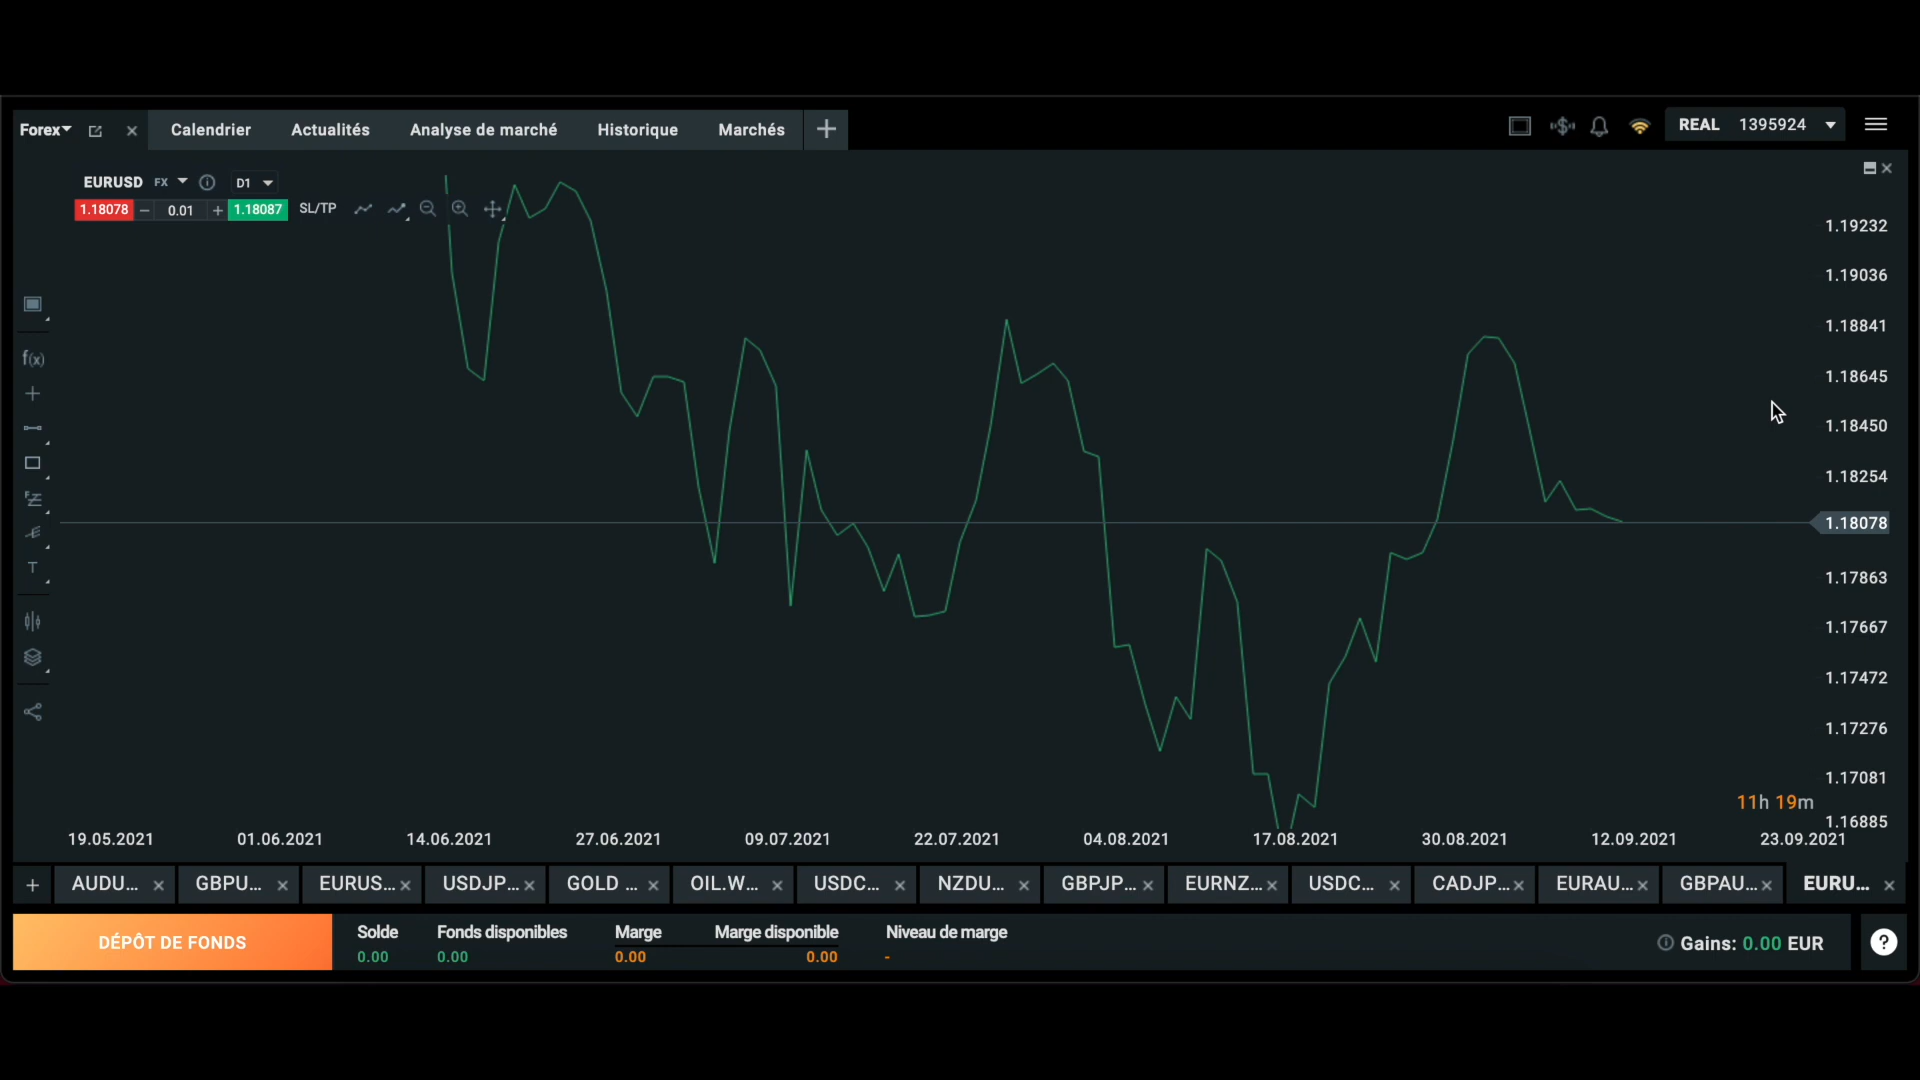 Forex Calendrier Actualités Analyse de marché Historique Marchés REAL 1395924
EURUSD FX D1
1.18078 − 0.01 + 1.18087 SL/TP
1.19232
1.19036
1.18841
1.18645
1.18450
1.18254
1.18078
1.17863
1.17667
1.17472
1.17276
1.17081
11h 19m
1.16885
f(x)
T
19.05.2021 01.06.2021 14.06.2021 27.06.2021 09.07.2021 22.07.2021 04.08.2021 17.08.2021 30.08.2021 12.09.2021 23.09.2021
+ AUDU... GBPU... EURUS... USDJP... GOLD ... OIL.W... USDC... NZDU... GBPJP... EURNZ... USDC... CADJP... EURAU... GBPAU... EURU...
DÉPÔT DE FONDS
Solde Fonds disponibles Marge Marge disponible Niveau de marge
0.00 0.00 0.00 0.00 -
Gains: 0.00 EUR ?